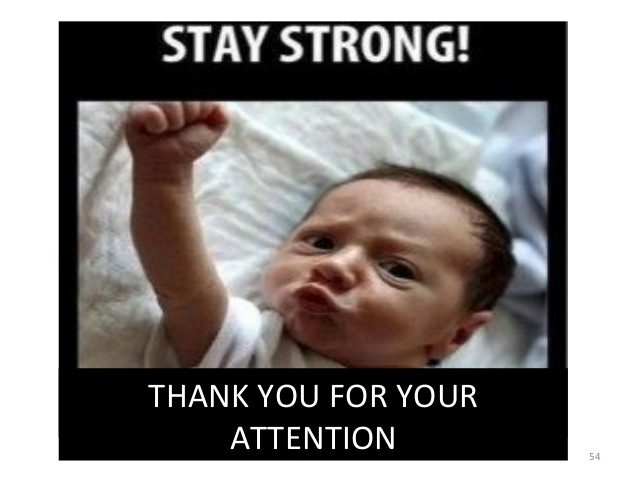 STAY STRONG!
THANK YOU FOR YOUR
ATTENTION
54